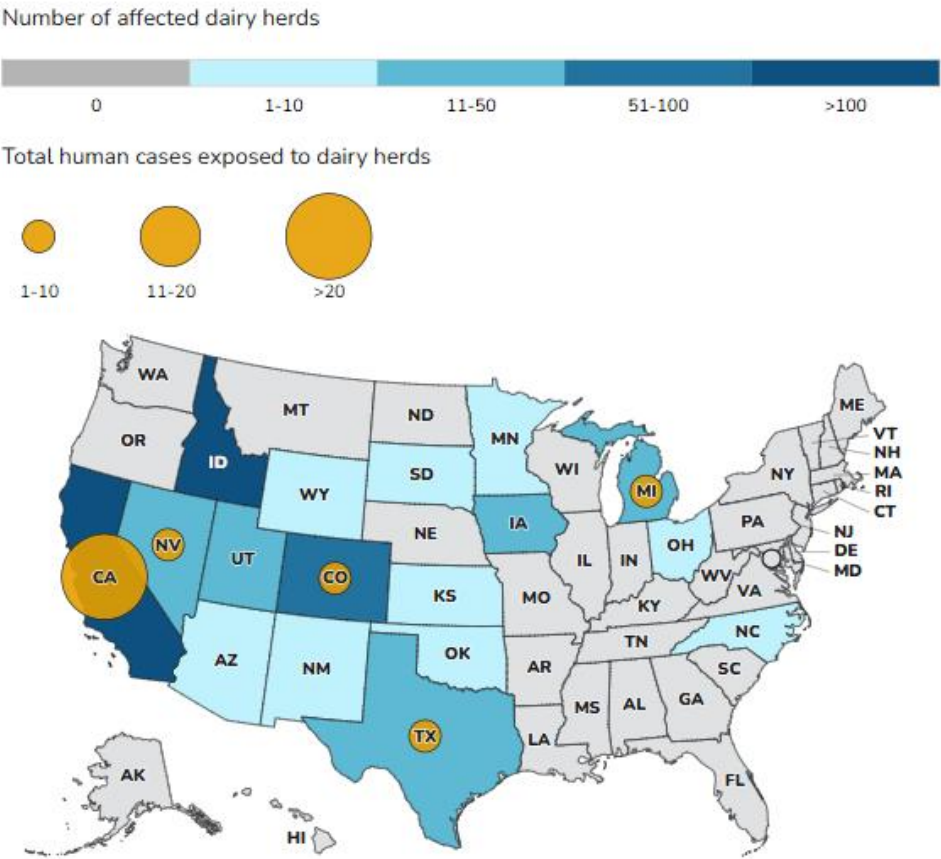 Number of affected dairy herds
0 1-10 11-50 51-100 >100
Total human cases exposed to dairy herds
1-10 11-20 >20
WA
MT
ND
MN
ME
OR
ID
SD
WI
NY
VT
NH
MA
RI
CT
WY
MI
NV
UT
CO
NE
IA
IL
IN
OH
PA
NJ
DE
MD
CA
KS
MO
KY
WV
VA
AZ
NM
OK
AR
TN
NC
SC
TX
LA
MS
AL
GA
FL
AK
HI